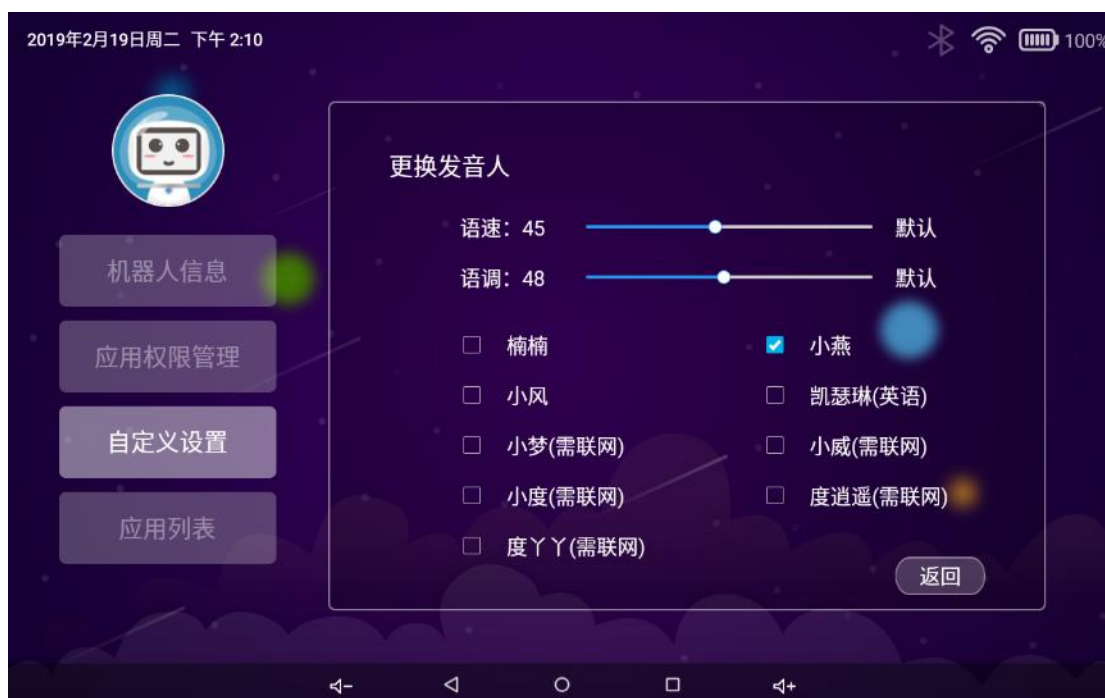 2019年2月19日周二 下午 2:10
100%
机器人信息
应用权限管理
自定义设置
应用列表
更换发音人
语速：45 默认
语调：48 默认
楠楠 小燕
小风 凯瑟琳(英语)
小梦(需联网) 小威(需联网)
小度(需联网) 度逍遥(需联网)
度丫丫(需联网)
返回